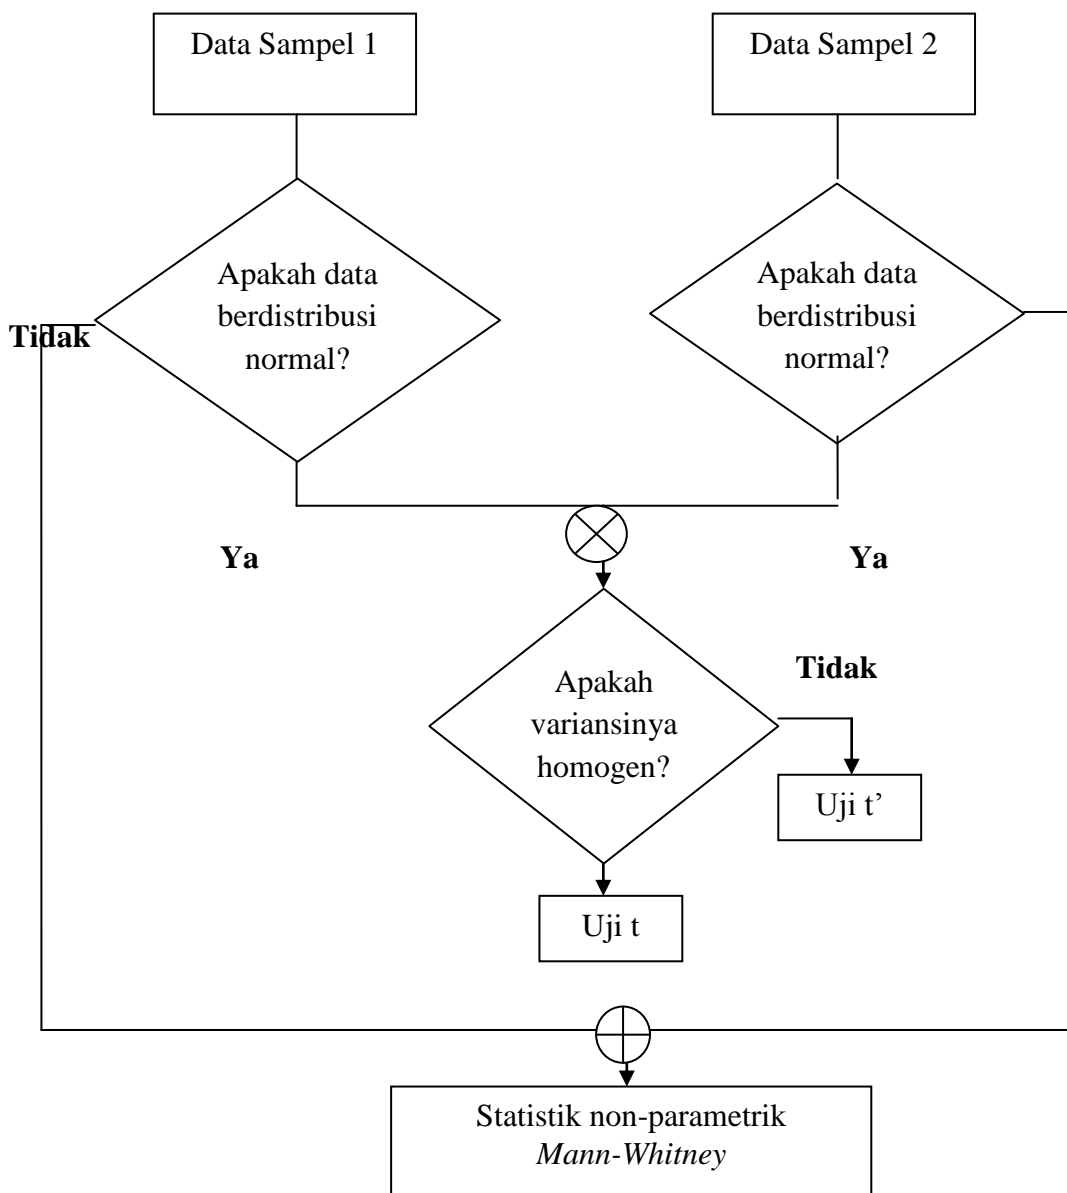 Data Sampel 1
Data Sampel 2
Apakah data
berdistribusi
normal?
Apakah data
berdistribusi
normal?
Tidak
Ya
Ya
Apakah
variansinya
homogen?
Tidak
Uji t’
Uji t
Statistik non-parametrik
Mann-Whitney